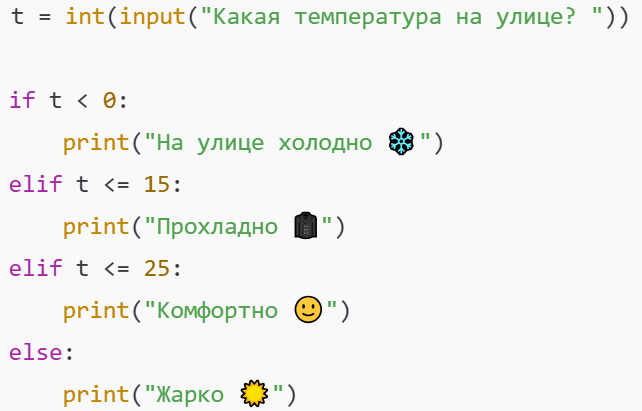 t = int(input("Какая температура на улице? "))
if t < 0:
    print("На улице холодно ❄️")
elif t <= 15:
    print("Прохладно 🧥")
elif t <= 25:
    print("Комфортно 🙂")
else:
    print("Жарко ☀️")